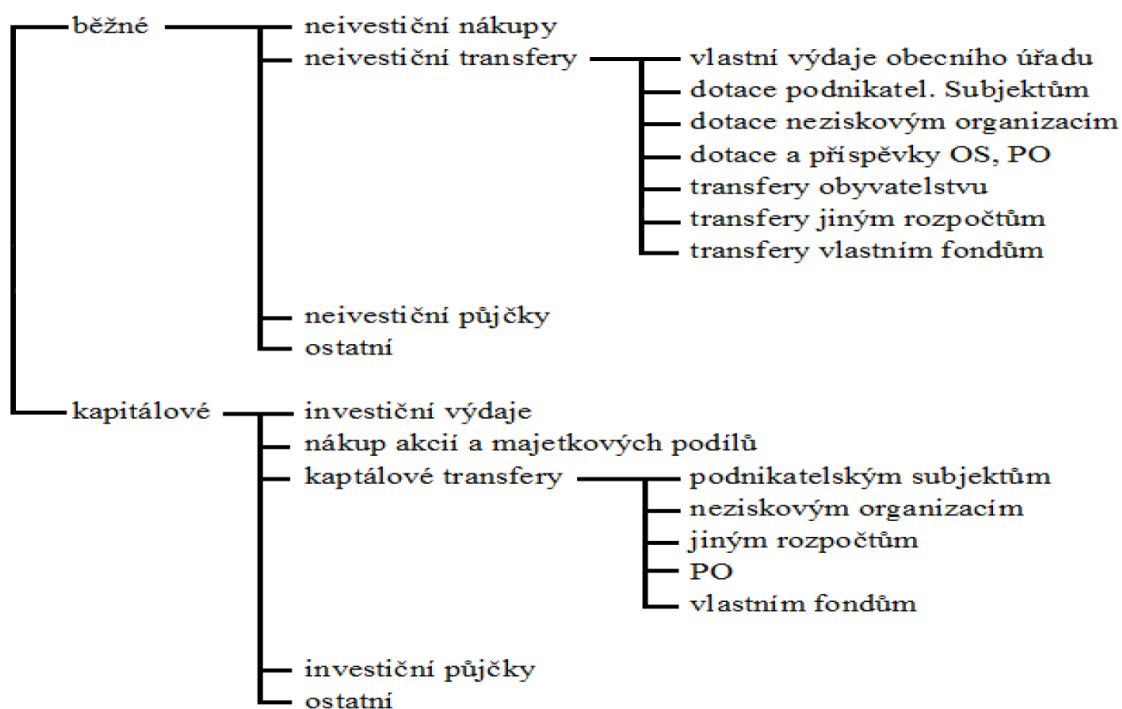 běžné
neivestiční nákupy
neivestiční transfery
vlastní výdaje obecního úřadu
dotace podnikatel. Subjektům
dotace neziskovým organizacím
dotace a příspěvky OS, PO
transfery obyvatelstvu
transfery jiným rozpočtům
transfery vlastním fondům
neivestiční půjčky
ostatní
kapitálové
investiční výdaje
nákup akcií a majetkových podílů
kaptálové transfery
podnikatelským subjektům
neziskovým organizacím
jiným rozpočtům
PO
vlastním fondům
investiční půjčky
ostatní